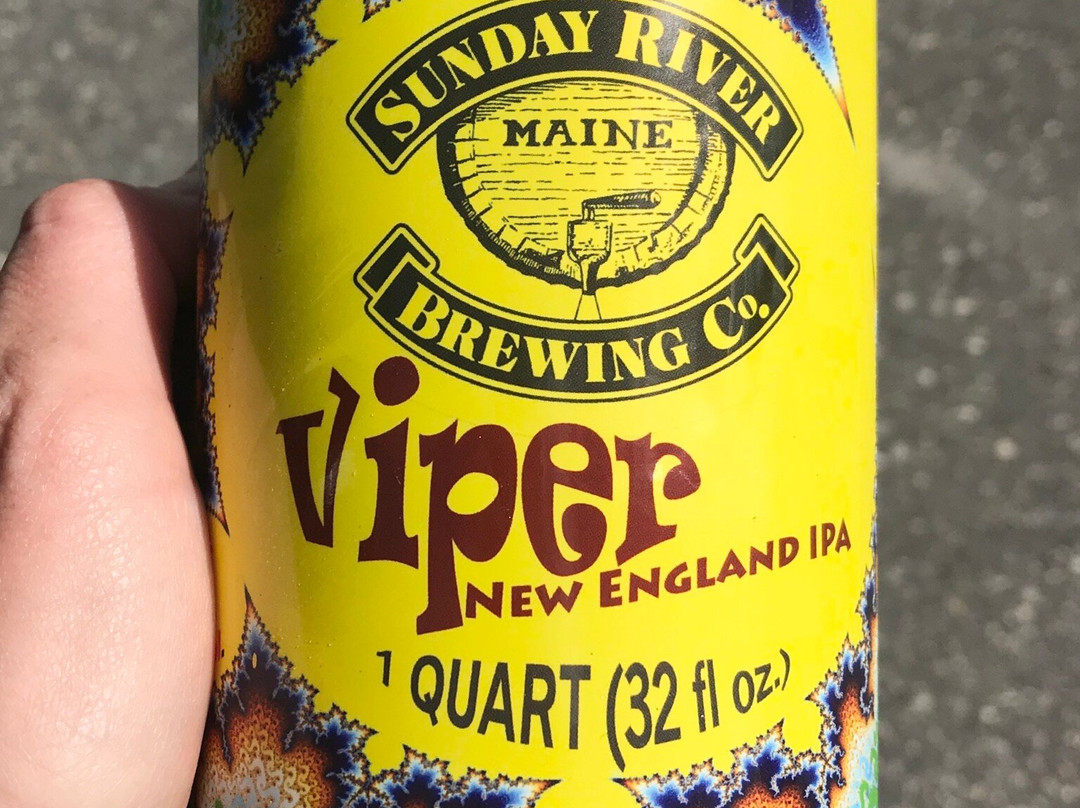 SUNDAY RIVER
MAINE
BREWING Co.
Viper
NEW ENGLAND IPA
1 QUART (32 fl oz.)